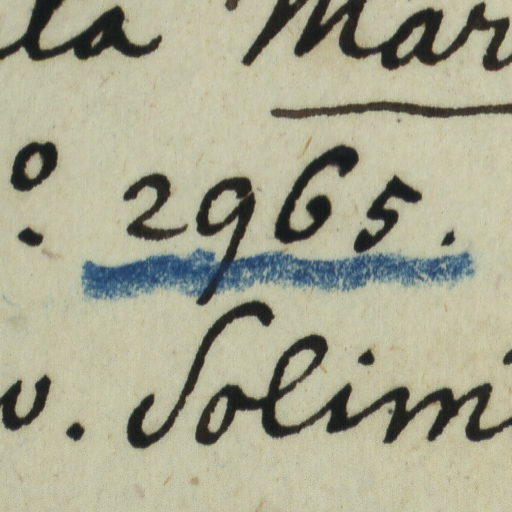 la Mar
o. 2965.
v. Solim